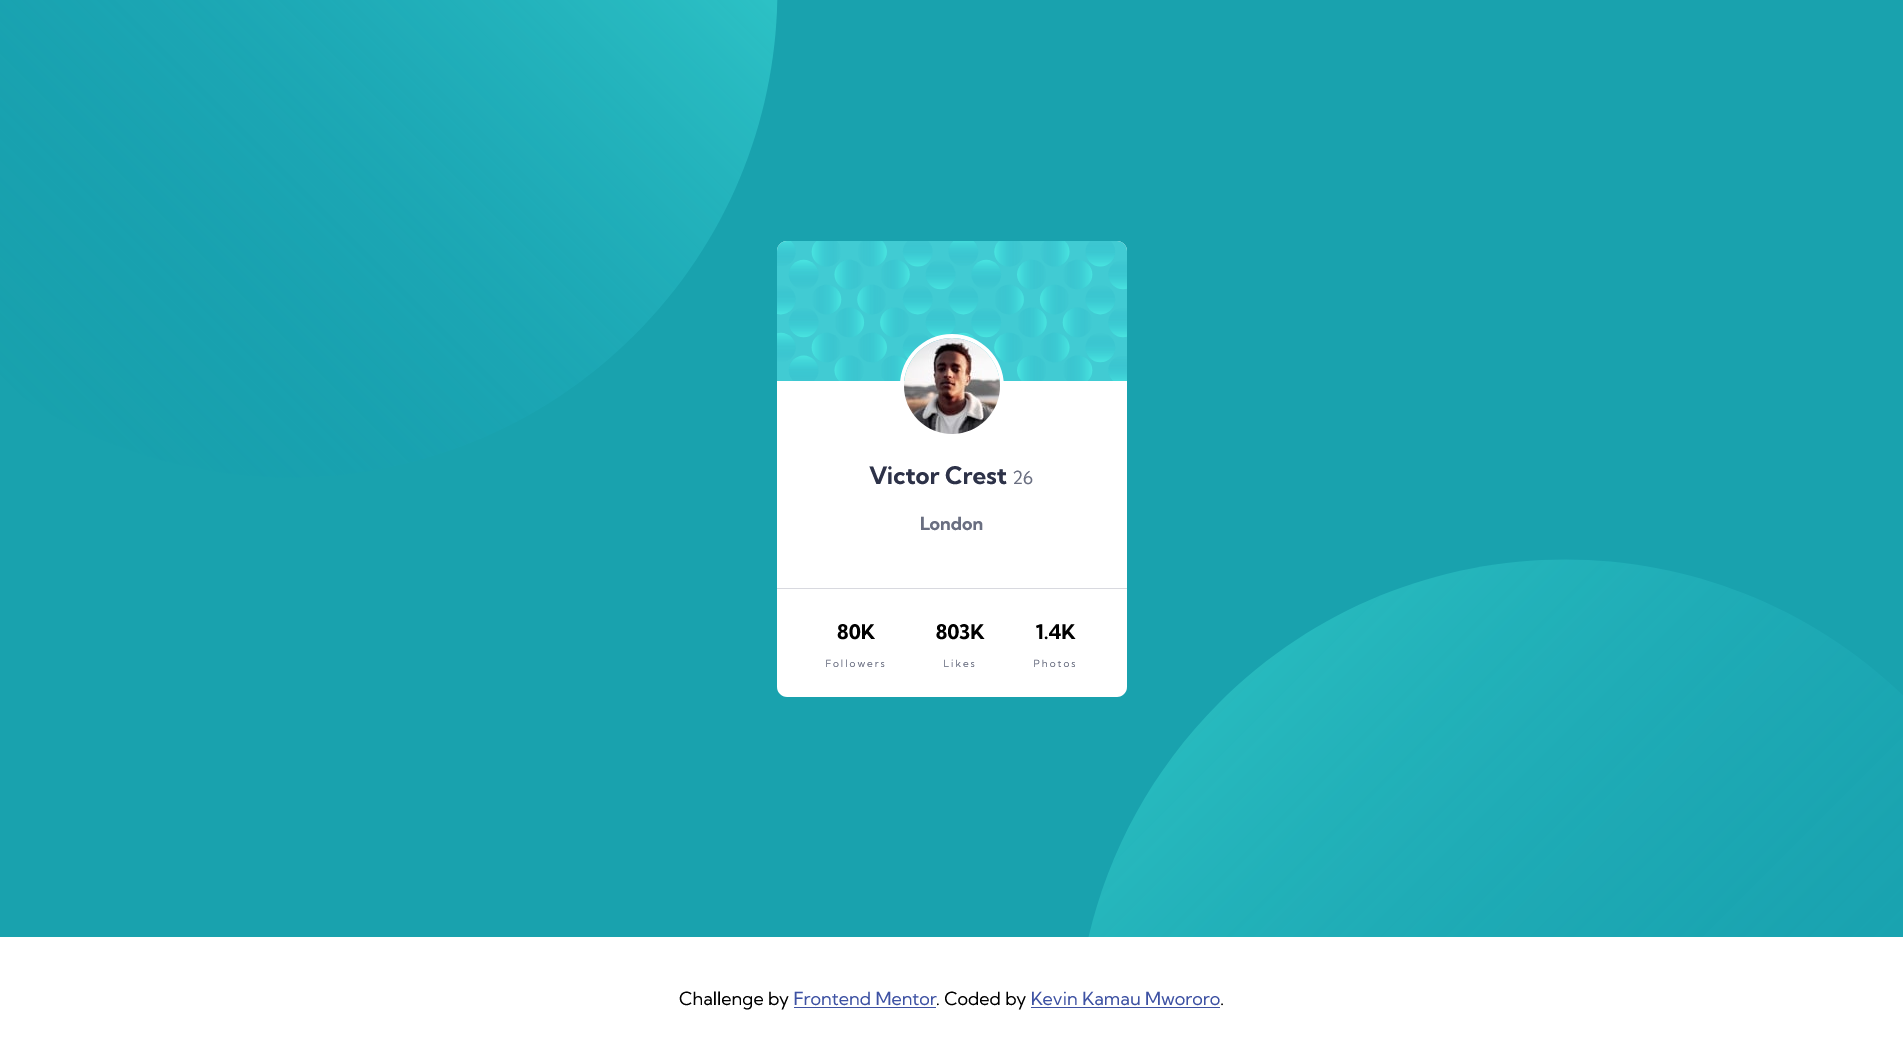 Victor Crest 26
London
80K 803K 1.4K
Followers Likes Photos
Challenge by Frontend Mentor. Coded by Kevin Kamau Mwororo.